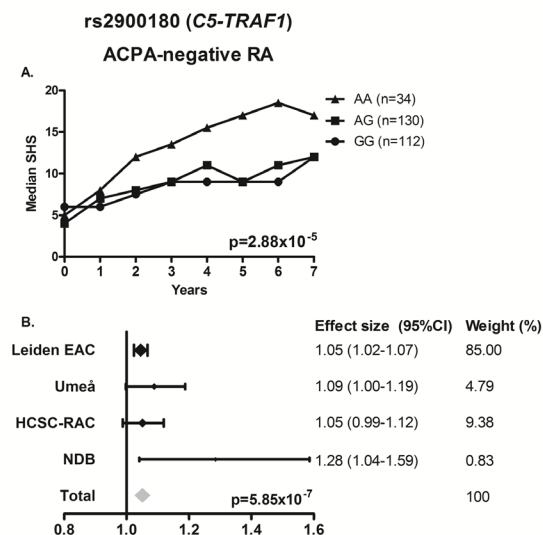 rs2900180 (C5-TRAF1)
ACPA-negative RA
A.
AA (n=34)
AG (n=130)
GG (n=112)
Median SHS
20
15
10
5
0
p=2.88x10-5
0 1 2 3 4 5 6 7
Years
B.
Effect size (95%CI) Weight (%)
Leiden EAC 1.05 (1.02-1.07) 85.00
Umeå 1.09 (1.00-1.19) 4.79
HCSC-RAC 1.05 (0.99-1.12) 9.38
NDB 1.28 (1.04-1.59) 0.83
Total p=5.85x10-7 100
0.8 1.0 1.2 1.4 1.6